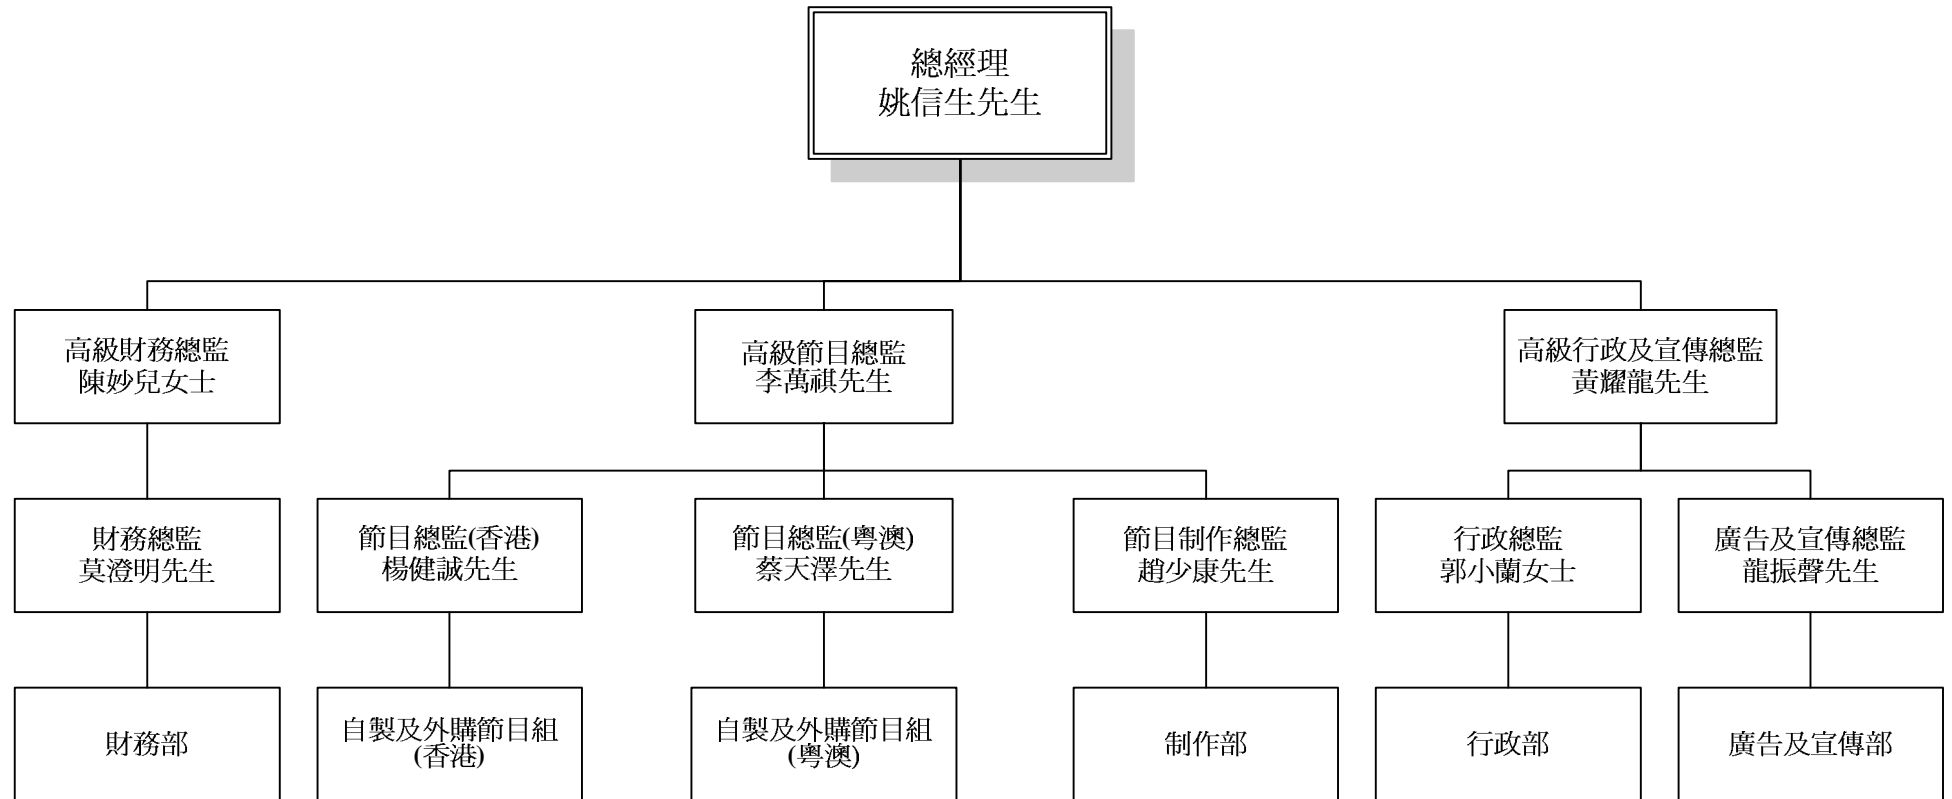 總經理
姚信生先生
高級財務總監
陳妙兒女士
高級節目總監
李萬祺先生
高級行政及宣傳總監
黃耀龍先生
財務總監
莫澄明先生
節目總監(香港)
楊健誠先生
節目總監(粵澳)
蔡天澤先生
節目制作總監
趙少康先生
行政總監
郭小蘭女士
廣告及宣傳總監
龍振聲先生
財務部
自製及外購節目組
(香港)
自製及外購節目組
(粵澳)
制作部
行政部
廣告及宣傳部